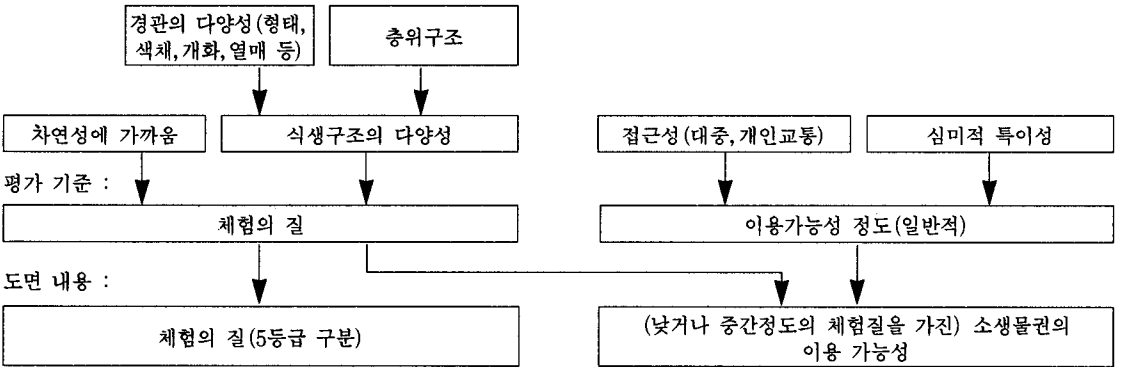 경관의 다양성(형태,
색채,개화,열매 등)
층위구조
차연성에 가까움
식생구조의 다양성
접근성(대중,개인교통)
심미적 특이성
평가 기준 :
체험의 질
이용가능성 정도(일반적)
도면 내용 :
체험의 질(5등급 구분)
(낮거나 중간정도의 체험질을 가진) 소생물권의
이용 가능성